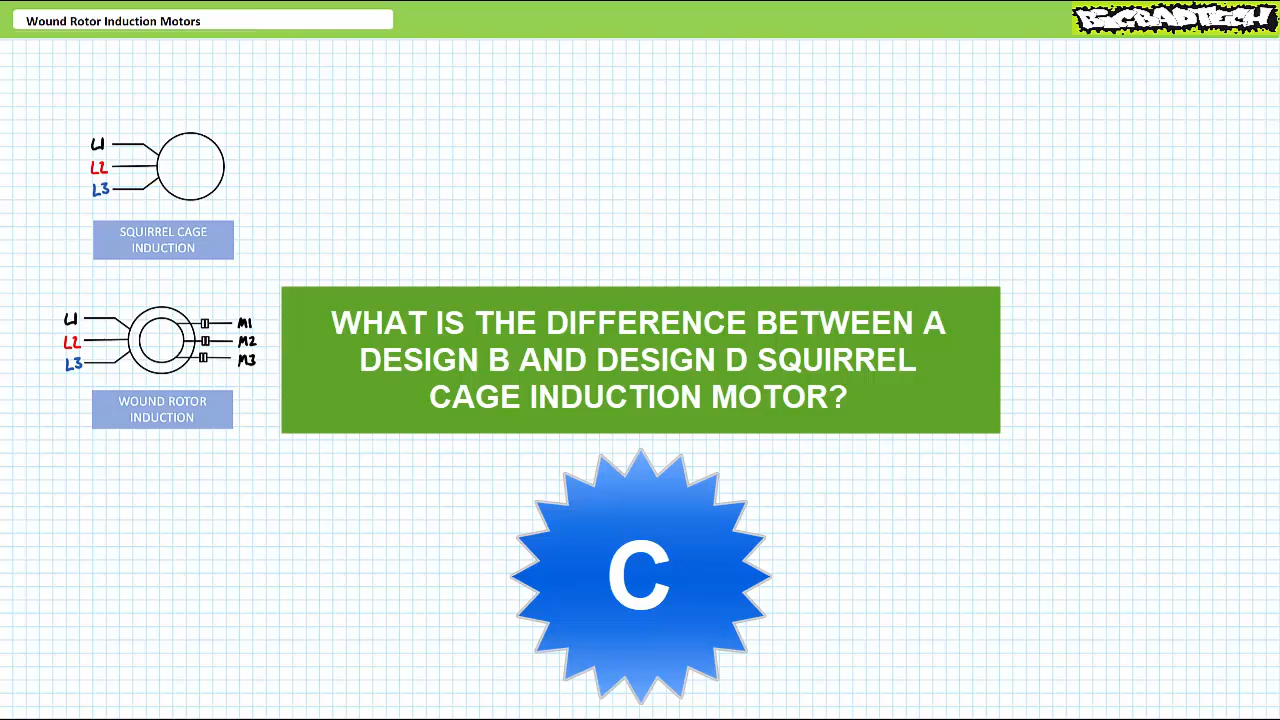 Wound Rotor Induction Motors
BIGBADTECH
L1
L2
L3
SQUIRREL CAGE
INDUCTION
L1
L2
L3
M1
M2
M3
WOUND ROTOR
INDUCTION
WHAT IS THE DIFFERENCE BETWEEN A
DESIGN B AND DESIGN D SQUIRREL
CAGE INDUCTION MOTOR?
C